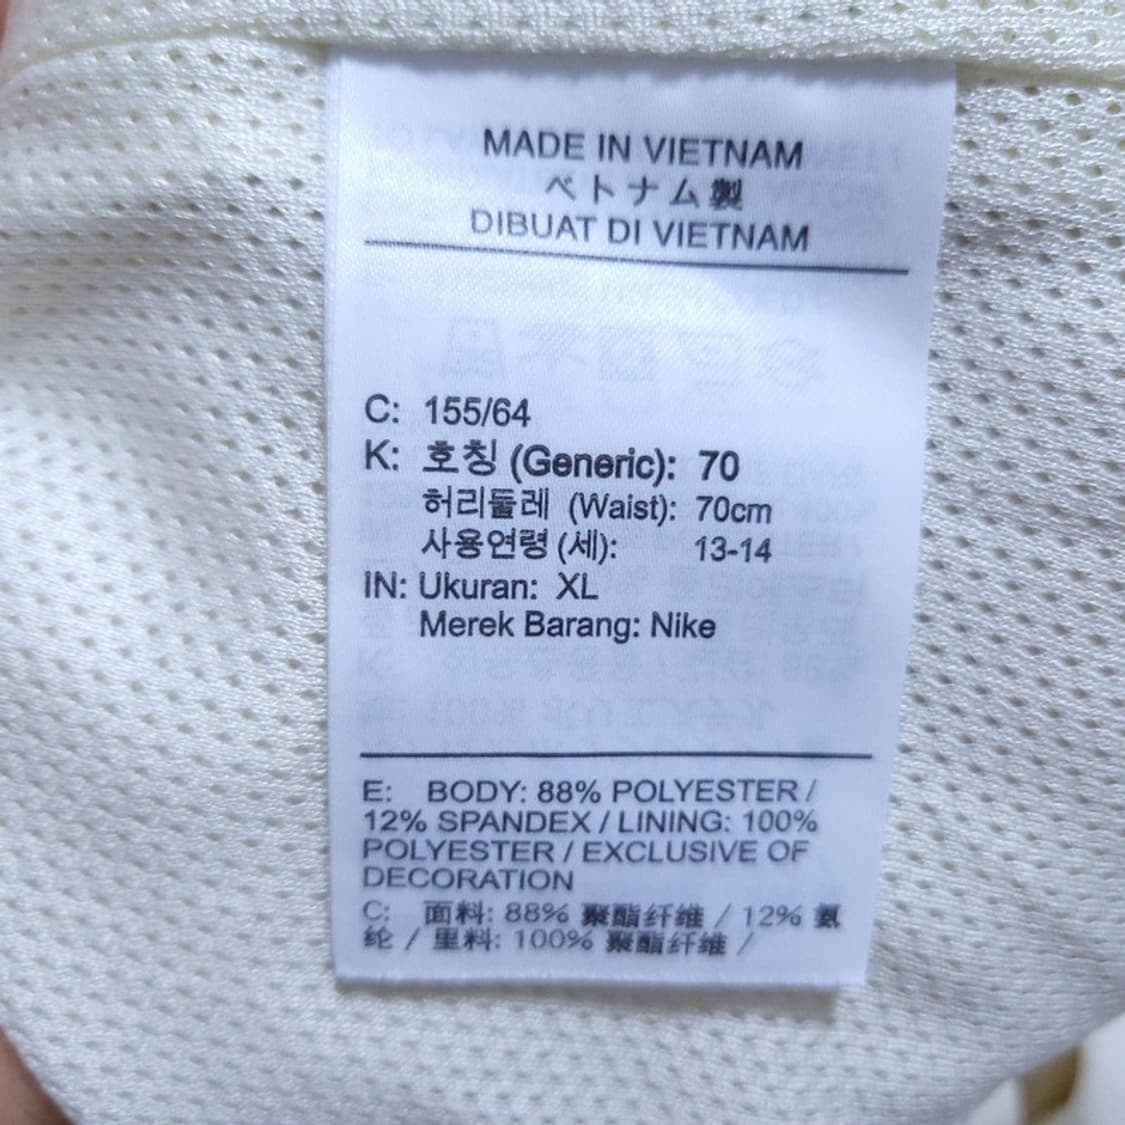 MADE IN VIETNAM
ベトナム製
DIBUAT DI VIETNAM
C: 155/64
K: 호칭 (Generic): 70
허리둘레 (Waist): 70cm
사용연령 (세): 13-14
IN: Ukuran: XL
Merek Barang: Nike
E: BODY: 88% POLYESTER /
12% SPANDEX / LINING: 100%
POLYESTER / EXCLUSIVE OF
DECORATION
C: 面料: 88% 聚酯纤维 / 12% 氨
纶 / 里料: 100% 聚酯纤维 /